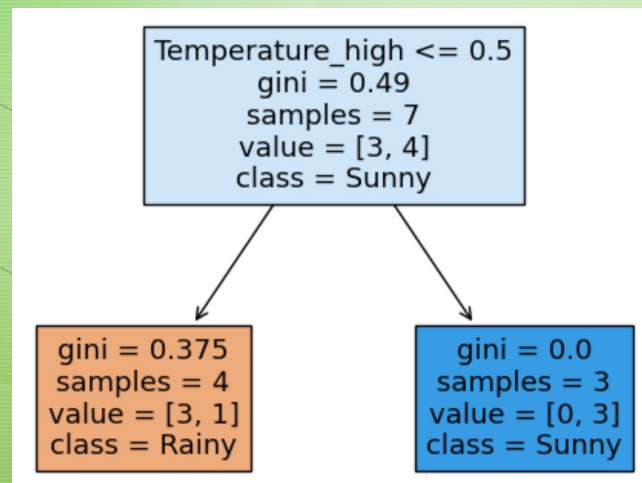 Temperature_high <= 0.5
gini = 0.49
samples = 7
value = [3, 4]
class = Sunny
gini = 0.375
samples = 4
value = [3, 1]
class = Rainy
gini = 0.0
samples = 3
value = [0, 3]
class = Sunny